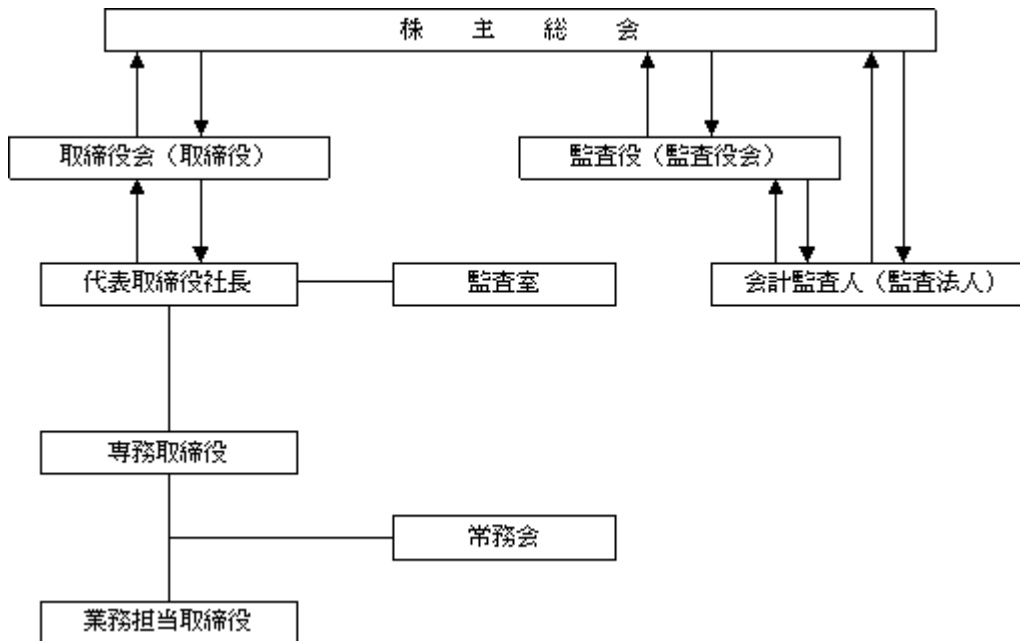 株主総会
取締役会（取締役）
監査役（監査役会）
代表取締役社長
監査室
会計監査人（監査法人）
専務取締役
常務会
業務担当取締役